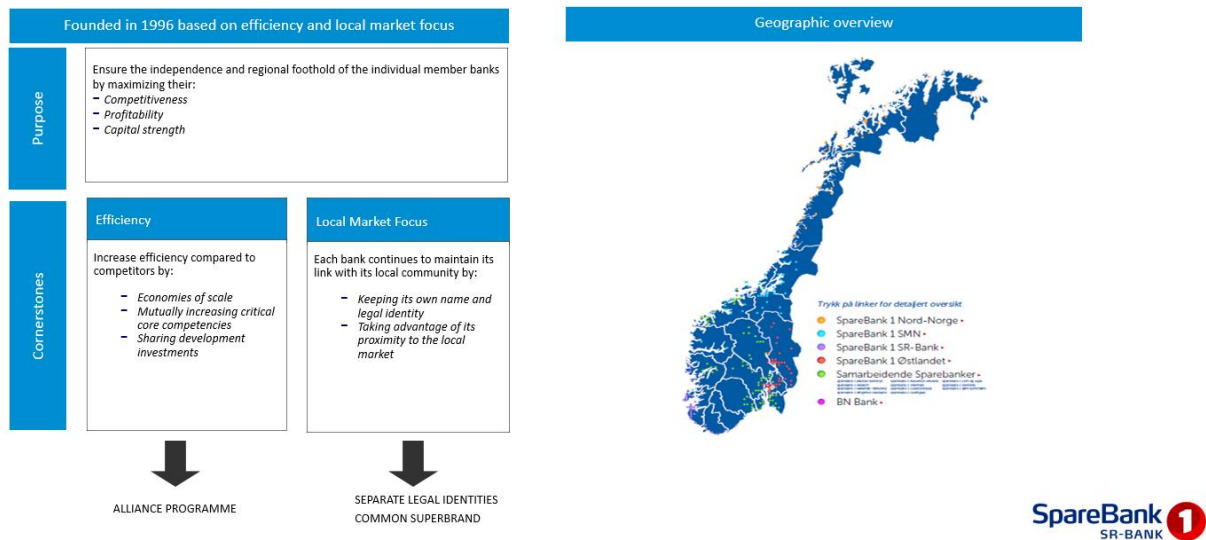 Founded in 1996 based on efficiency and local market focus
Purpose
Ensure the independence and regional foothold of the individual member banks
by maximizing their:
– Competitiveness
– Profitability
– Capital strength
Cornerstones
Efficiency
Increase efficiency compared to
competitors by:
– Economies of scale
– Mutually increasing critical
core competencies
– Sharing development
investments
Local Market Focus
Each bank continues to maintain its
link with its local community by:
– Keeping its own name and
legal identity
– Taking advantage of its
proximity to the local
market
ALLIANCE PROGRAMME
SEPARATE LEGAL IDENTITIES
COMMON SUPERBRAND
Geographic overview
Trykk på linker for detaljert oversikt
SpareBank 1 Nord-Norge
SpareBank 1 SMN
SpareBank 1 SR-Bank
SpareBank 1 Østlandet
Samarbeidende Sparebanker
BN Bank
SpareBank 1
SR-BANK